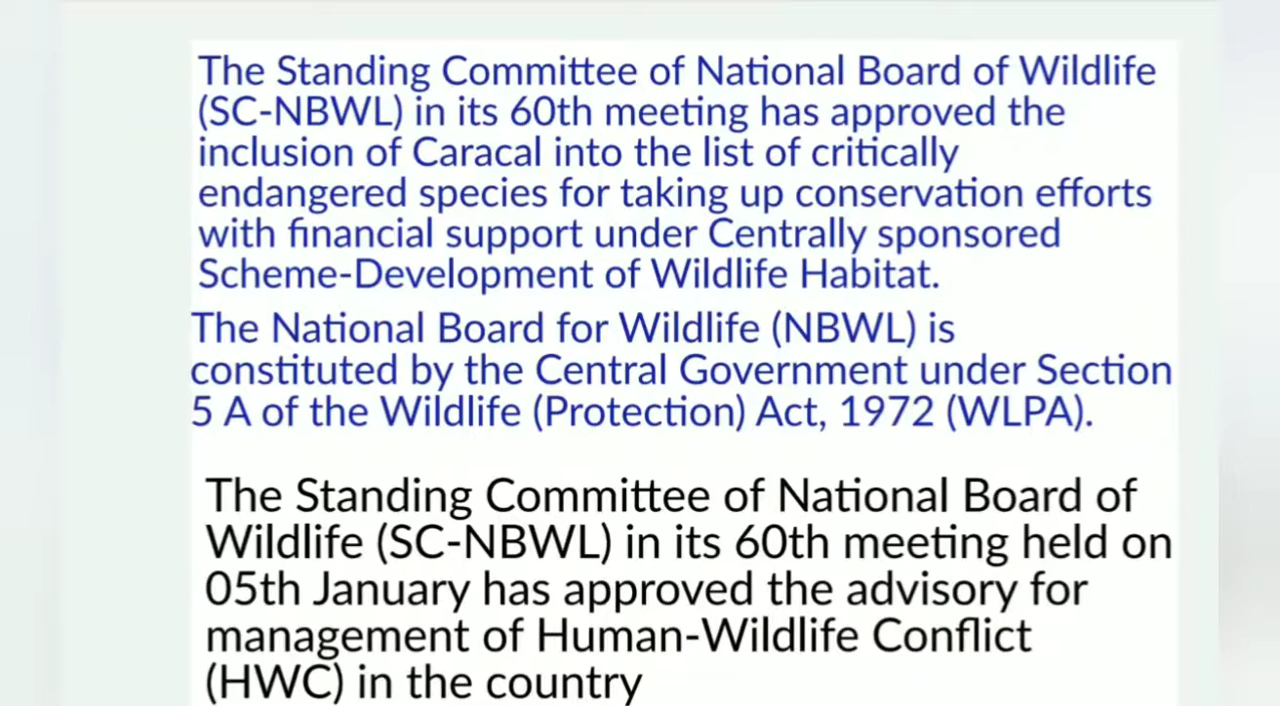 The Standing Committee of National Board of Wildlife
(SC-NBWL) in its 60th meeting has approved the
inclusion of Caracal into the list of critically
endangered species for taking up conservation efforts
with financial support under Centrally sponsored
Scheme-Development of Wildlife Habitat.
The National Board for Wildlife (NBWL) is
constituted by the Central Government under Section
5 A of the Wildlife (Protection) Act, 1972 (WLPA).
The Standing Committee of National Board of
Wildlife (SC-NBWL) in its 60th meeting held on
05th January has approved the advisory for
management of Human-Wildlife Conflict
(HWC) in the country